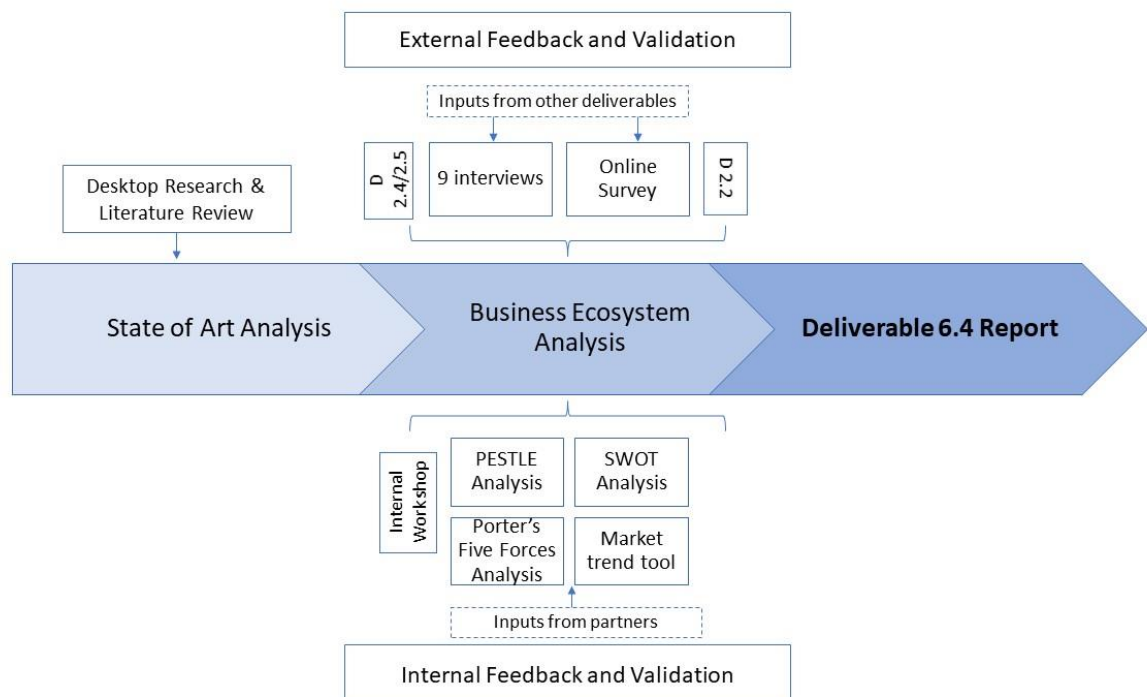 External Feedback and Validation
Inputs from other deliverables
D
2.4/2.5
9 interviews
Online
Survey
D 2.2
Desktop Research &
Literature Review
State of Art Analysis
Business Ecosystem
Analysis
Deliverable 6.4 Report
Internal
Workshop
PESTLE
Analysis
SWOT
Analysis
Porter's
Five Forces
Analysis
Market
trend tool
Inputs from partners
Internal Feedback and Validation